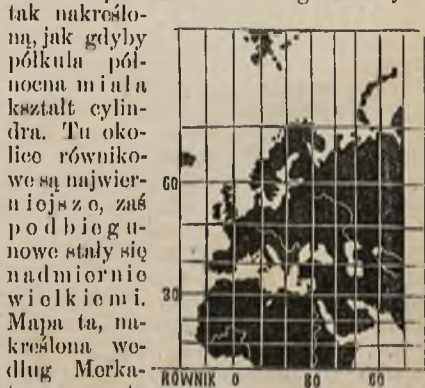 tak nakreślo-
ną, jak gdyby
półkula pół-
nocna miała
kształt cylin-
dra. Tu oko-
lice równiko-
we są najwier-
niejsze, zaś
podbiegu-
nowe stały się
nadmiernie
wielkiemi.
Mapa ta, na-
kreślona we-
dług Merka-
60
30
RÓWNIK 0 30 60